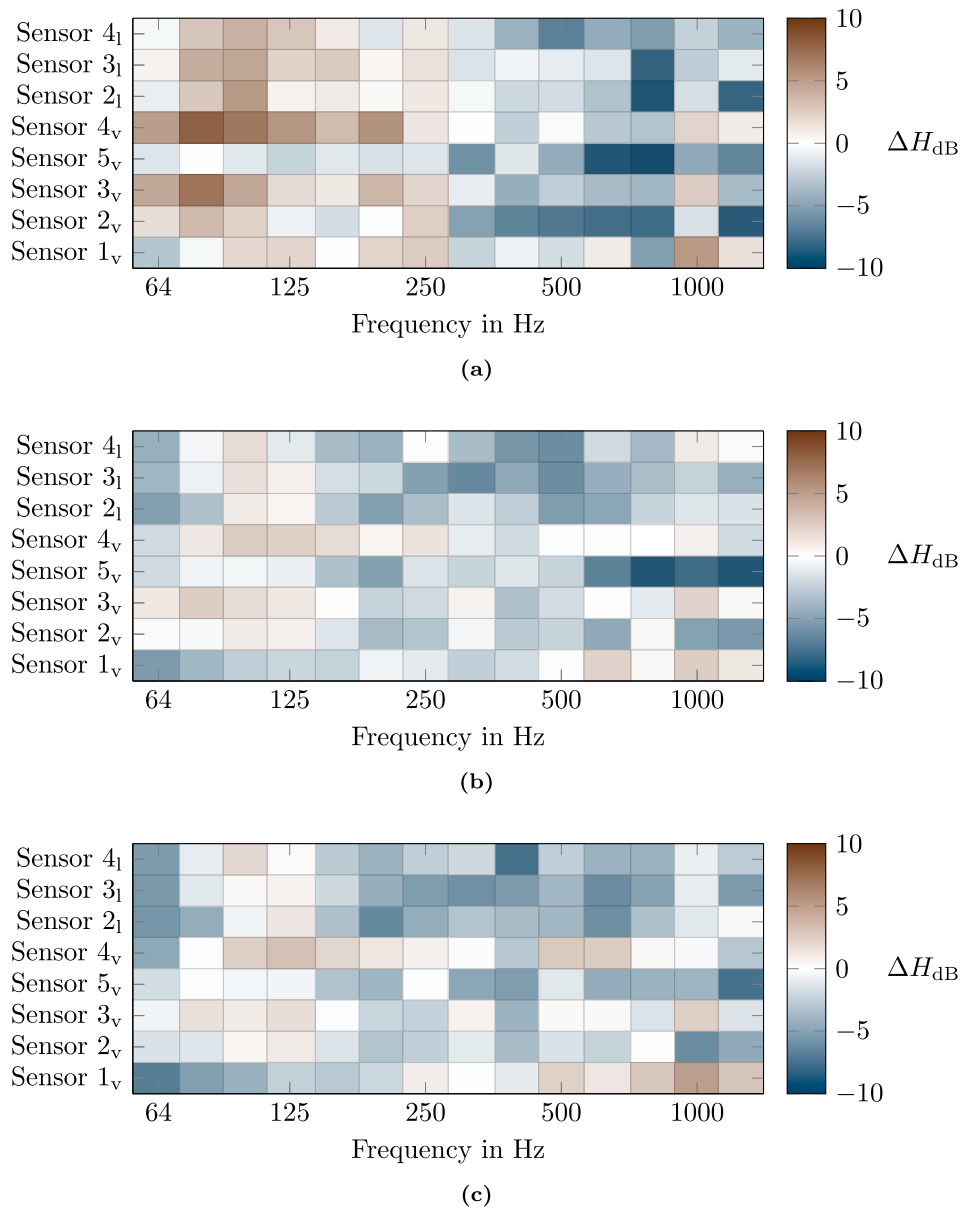 Sensor 4l
Sensor 3l
Sensor 2l
Sensor 4v
Sensor 5v
Sensor 3v
Sensor 2v
Sensor 1v
64 125 250 500 1000
Frequency in Hz
10
5
0
−5
−10
ΔHdB
(a)
Sensor 4l
Sensor 3l
Sensor 2l
Sensor 4v
Sensor 5v
Sensor 3v
Sensor 2v
Sensor 1v
64 125 250 500 1000
Frequency in Hz
10
5
0
−5
−10
ΔHdB
(b)
Sensor 4l
Sensor 3l
Sensor 2l
Sensor 4v
Sensor 5v
Sensor 3v
Sensor 2v
Sensor 1v
64 125 250 500 1000
Frequency in Hz
10
5
0
−5
−10
ΔHdB
(c)